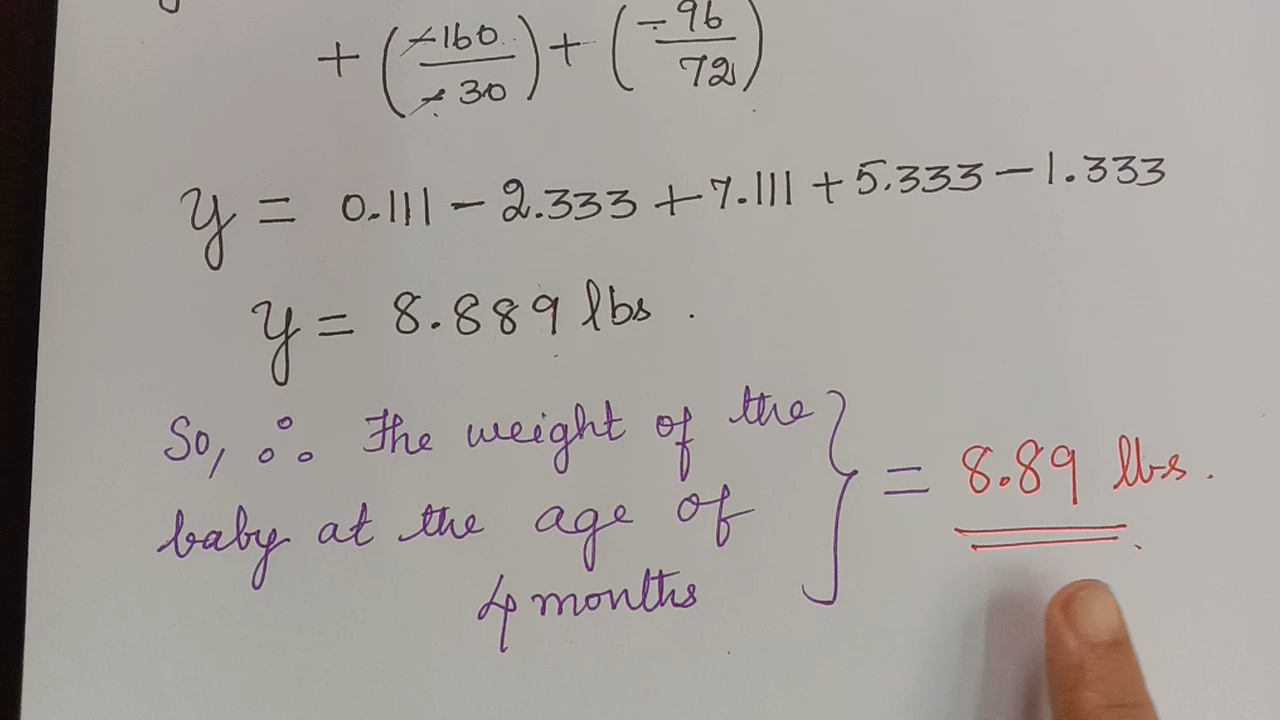 + (-160/-30) + (-96/72)
y = 0.111 - 2.333 + 7.111 + 5.333 - 1.333
y = 8.889 lbs.
So, ∴ The weight of the
baby at the age of
4 months
} = 8.89 lbs.